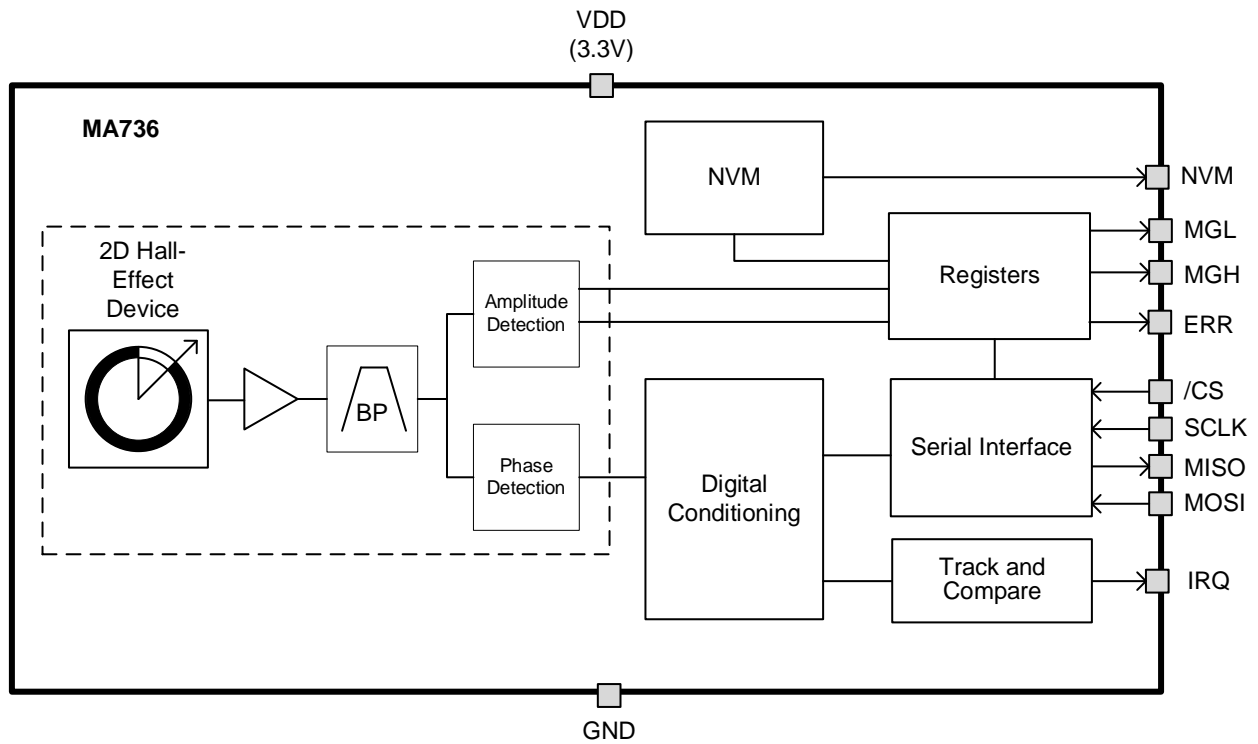 VDD
(3.3V)
MA736
NVM
NVM
2D Hall-
Effect
Device
Amplitude
Detection
Registers
MGL
MGH
ERR
BP
Phase
Detection
Digital
Conditioning
Serial Interface
/CS
SCLK
MISO
MOSI
Track and
Compare
IRQ
GND